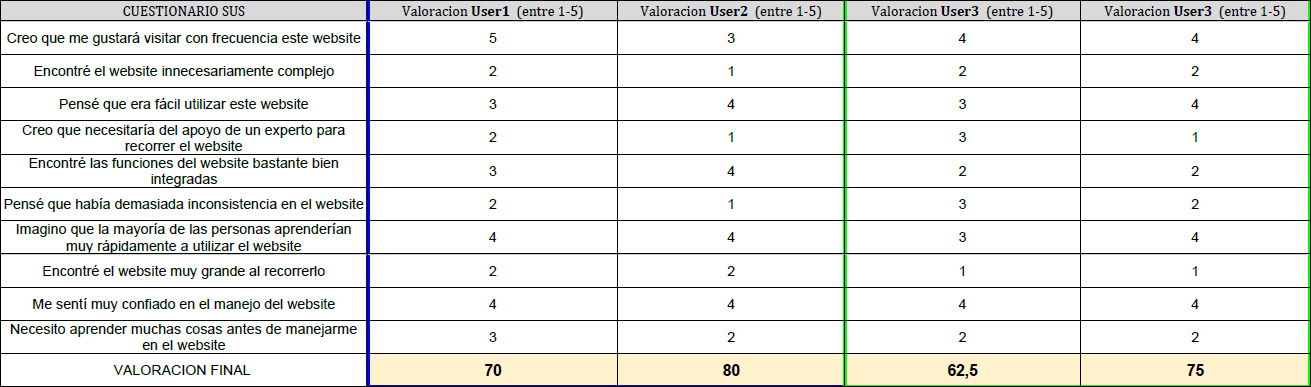 CUESTIONARIO SUS Valoracion User1 (entre 1-5) Valoracion User2 (entre 1-5) Valoracion User3 (entre 1-5) Valoracion User3 (entre 1-5)
Creo que me gustará visitar con frecuencia este website 5 3 4 4
Encontré el website innecesariamente complejo 2 1 2 2
Pensé que era fácil utilizar este website 3 4 3 4
Creo que necesitaría del apoyo de un experto para
recorrer el website 2 1 3 1
Encontré las funciones del website bastante bien
integradas 3 4 2 2
Pensé que había demasiada inconsistencia en el website 2 1 3 2
Imagino que la mayoría de las personas aprenderían
muy rápidamente a utilizar el website 4 4 3 4
Encontré el website muy grande al recorrerlo 2 2 1 1
Me sentí muy confiado en el manejo del website 4 4 4 4
Necesito aprender muchas cosas antes de manejarme
en el website 3 2 2 2
VALORACION FINAL 70 80 62,5 75